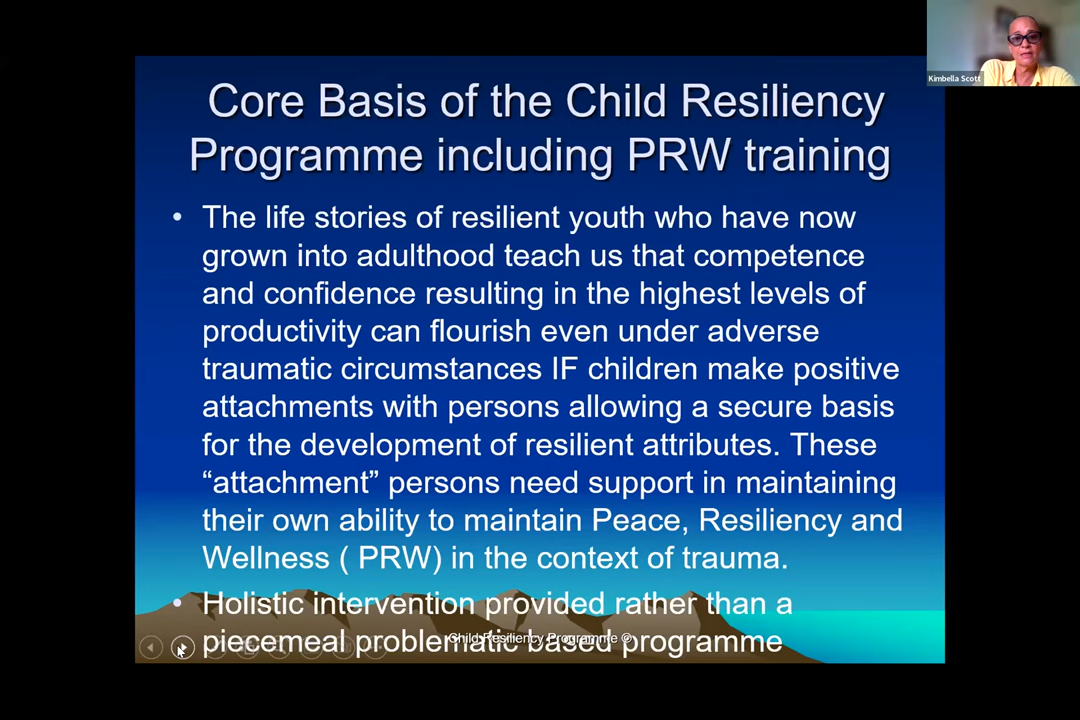 Kimbella Scott
Core Basis of the Child Resiliency
Programme including PRW training
• The life stories of resilient youth who have now
grown into adulthood teach us that competence
and confidence resulting in the highest levels of
productivity can flourish even under adverse
traumatic circumstances IF children make positive
attachments with persons allowing a secure basis
for the development of resilient attributes. These
“attachment” persons need support in maintaining
their own ability to maintain Peace, Resiliency and
Wellness ( PRW) in the context of trauma.
• Holistic intervention provided rather than a
piecemeal problematic based programme
Child Resiliency Programme ©